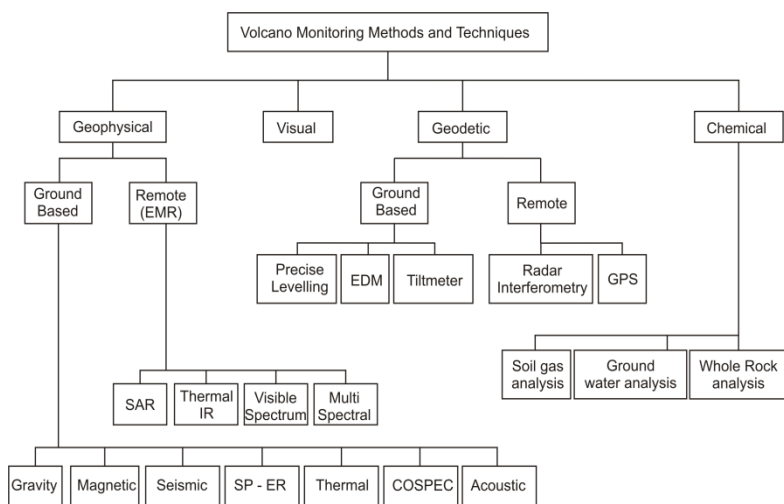 Volcano Monitoring Methods and Techniques
Geophysical
Visual
Geodetic
Chemical
Ground
Based
Remote
(EMR)
Ground
Based
Remote
Precise
Levelling
EDM
Tiltmeter
Radar
Interferometry
GPS
Soil gas
analysis
Ground
water analysis
Whole Rock
analysis
SAR
Thermal
IR
Visible
Spectrum
Multi
Spectral
Gravity
Magnetic
Seismic
SP - ER
Thermal
COSPEC
Acoustic